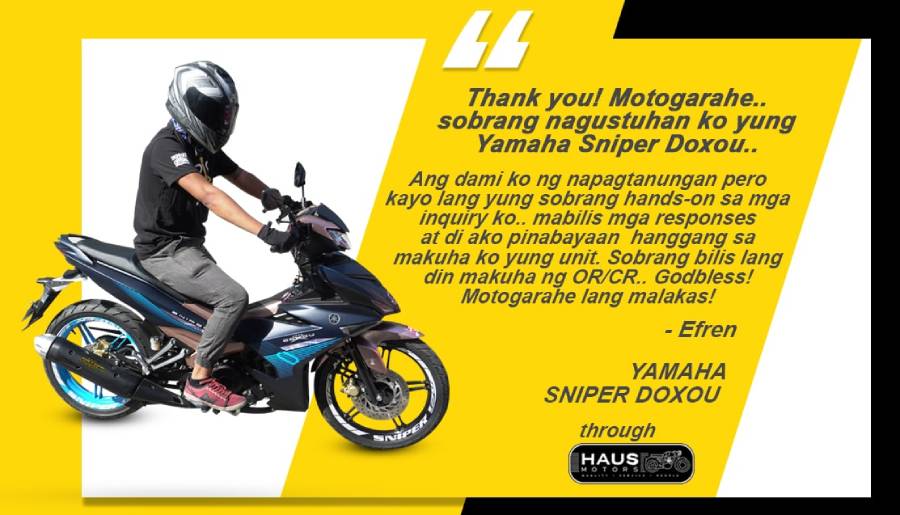 Thank you! Motogarahe..
sobrang nagustuhan ko yung
Yamaha Sniper Doxou..
Ang dami ko ng napagtanungan pero
kayo lang yung sobrang hands-on sa mga
inquiry ko.. mabilis mga responses
at di ako pinabayaan hanggang sa
makuha ko yung unit. Sobrang bilis lang
din makuha ng OR/CR.. Godbless!
Motogarahe lang malakas!
- Efren
YAMAHA
SNIPER DOXOU
through
HAUS
MOTORS
QUALITY • SERVICE • PEOPLE
SNIPER